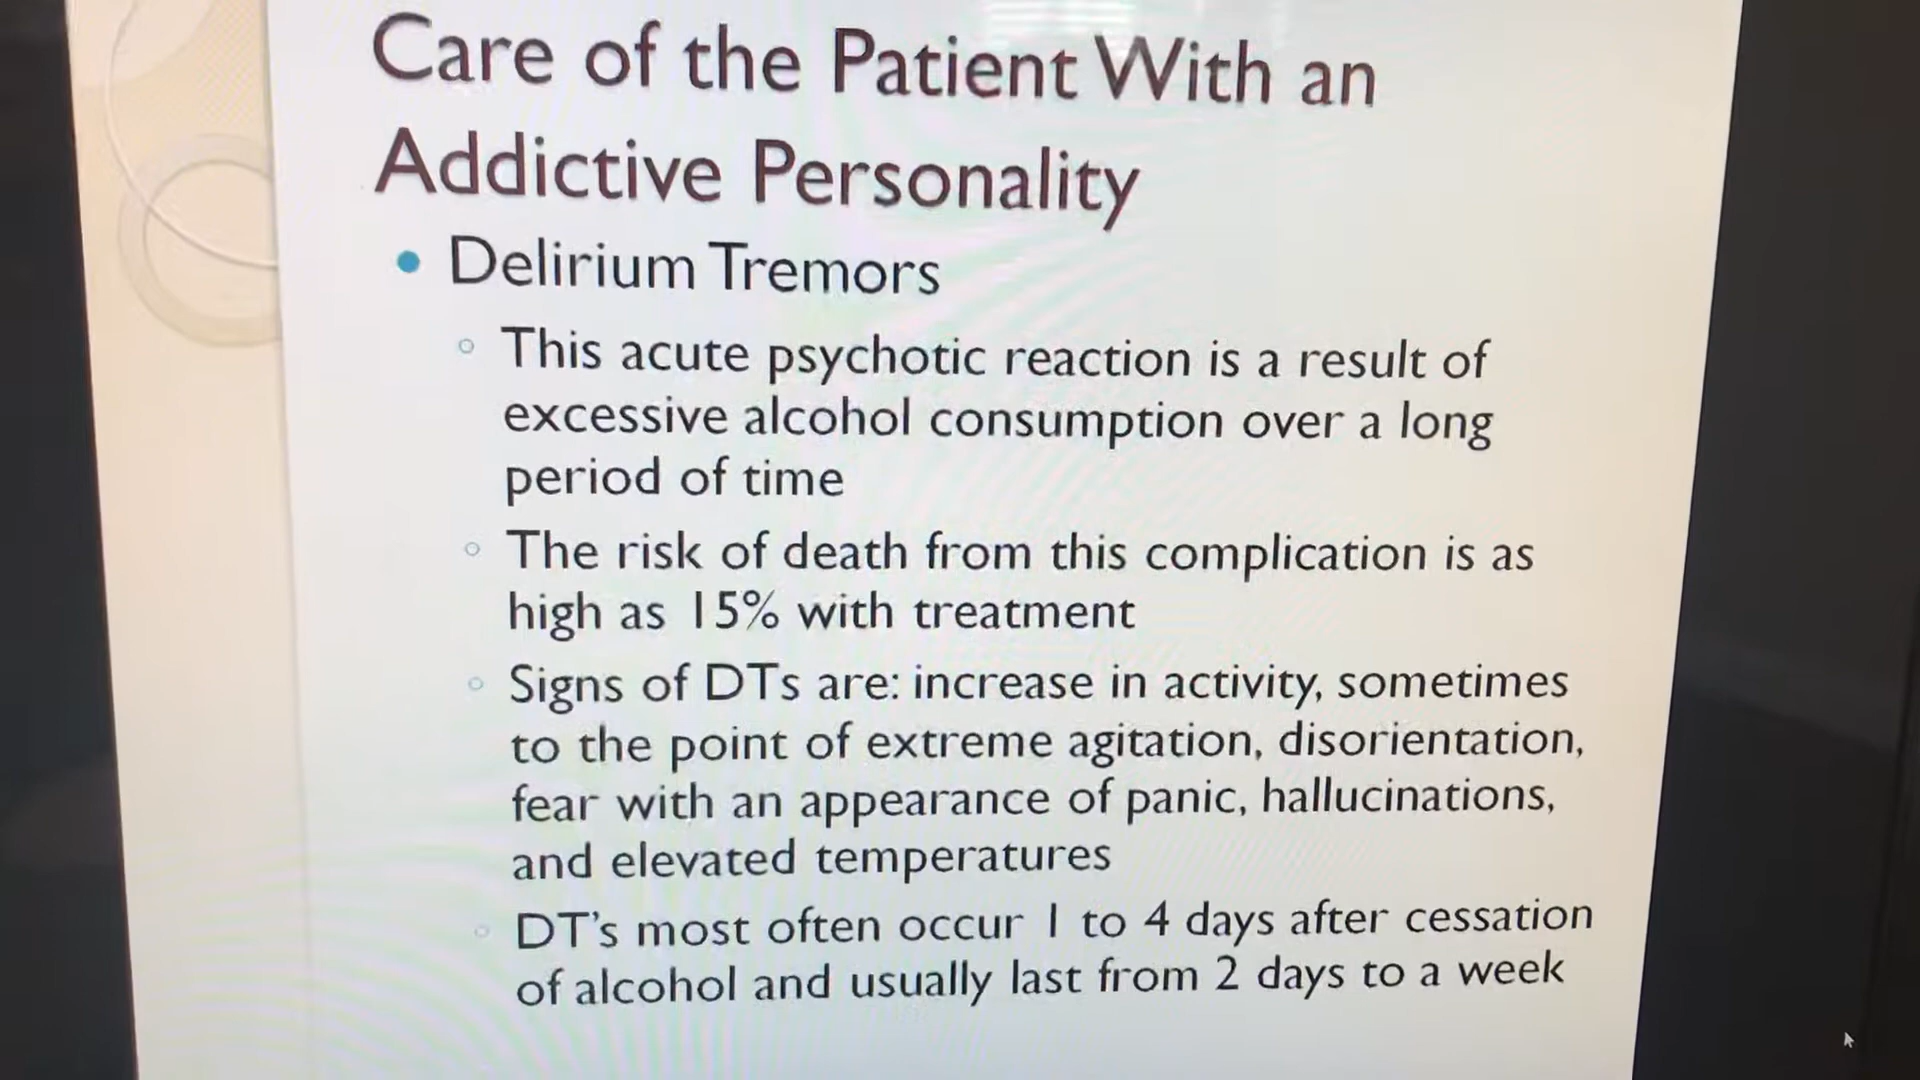 Care of the Patient With an
Addictive Personality
Delirium Tremors
This acute psychotic reaction is a result of
excessive alcohol consumption over a long
period of time
The risk of death from this complication is as
high as 15% with treatment
Signs of DTs are: increase in activity, sometimes
to the point of extreme agitation, disorientation,
fear with an appearance of panic, hallucinations,
and elevated temperatures
DT's most often occur 1 to 4 days after cessation
of alcohol and usually last from 2 days to a week